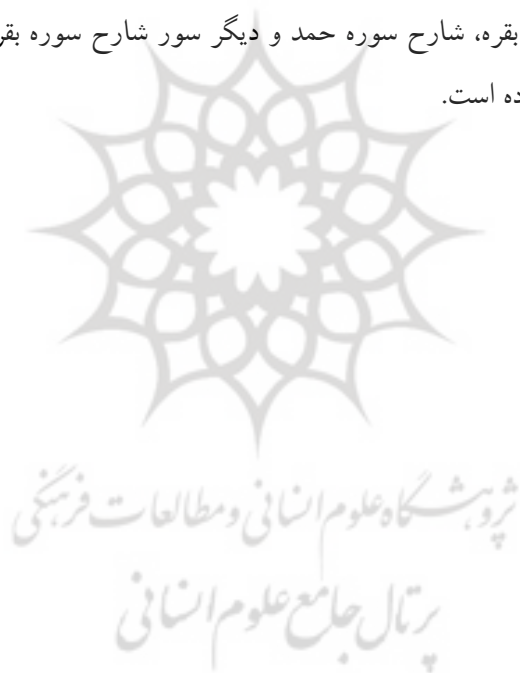 بقره، شارح سوره حمد و دیگر سور شارح سوره بقر
ده است.
پژوهشگاه علوم انسانی و مطالعات فرهنگی
پرتال جامع علوم انسانی